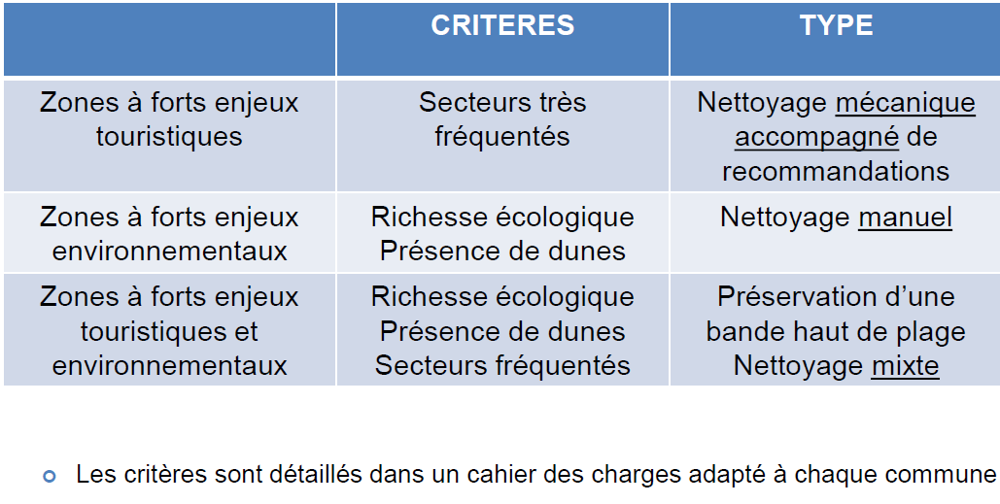 CRITERES TYPE
Zones à forts enjeux
touristiques
Secteurs très
fréquentés
Nettoyage mécanique
accompagné de
recommandations
Zones à forts enjeux
environnementaux
Richesse écologique
Présence de dunes
Nettoyage manuel
Zones à forts enjeux
touristiques et
environnementaux
Richesse écologique
Présence de dunes
Secteurs fréquentés
Préservation d’une
bande haut de plage
Nettoyage mixte
Les critères sont détaillés dans un cahier des charges adapté à chaque commune